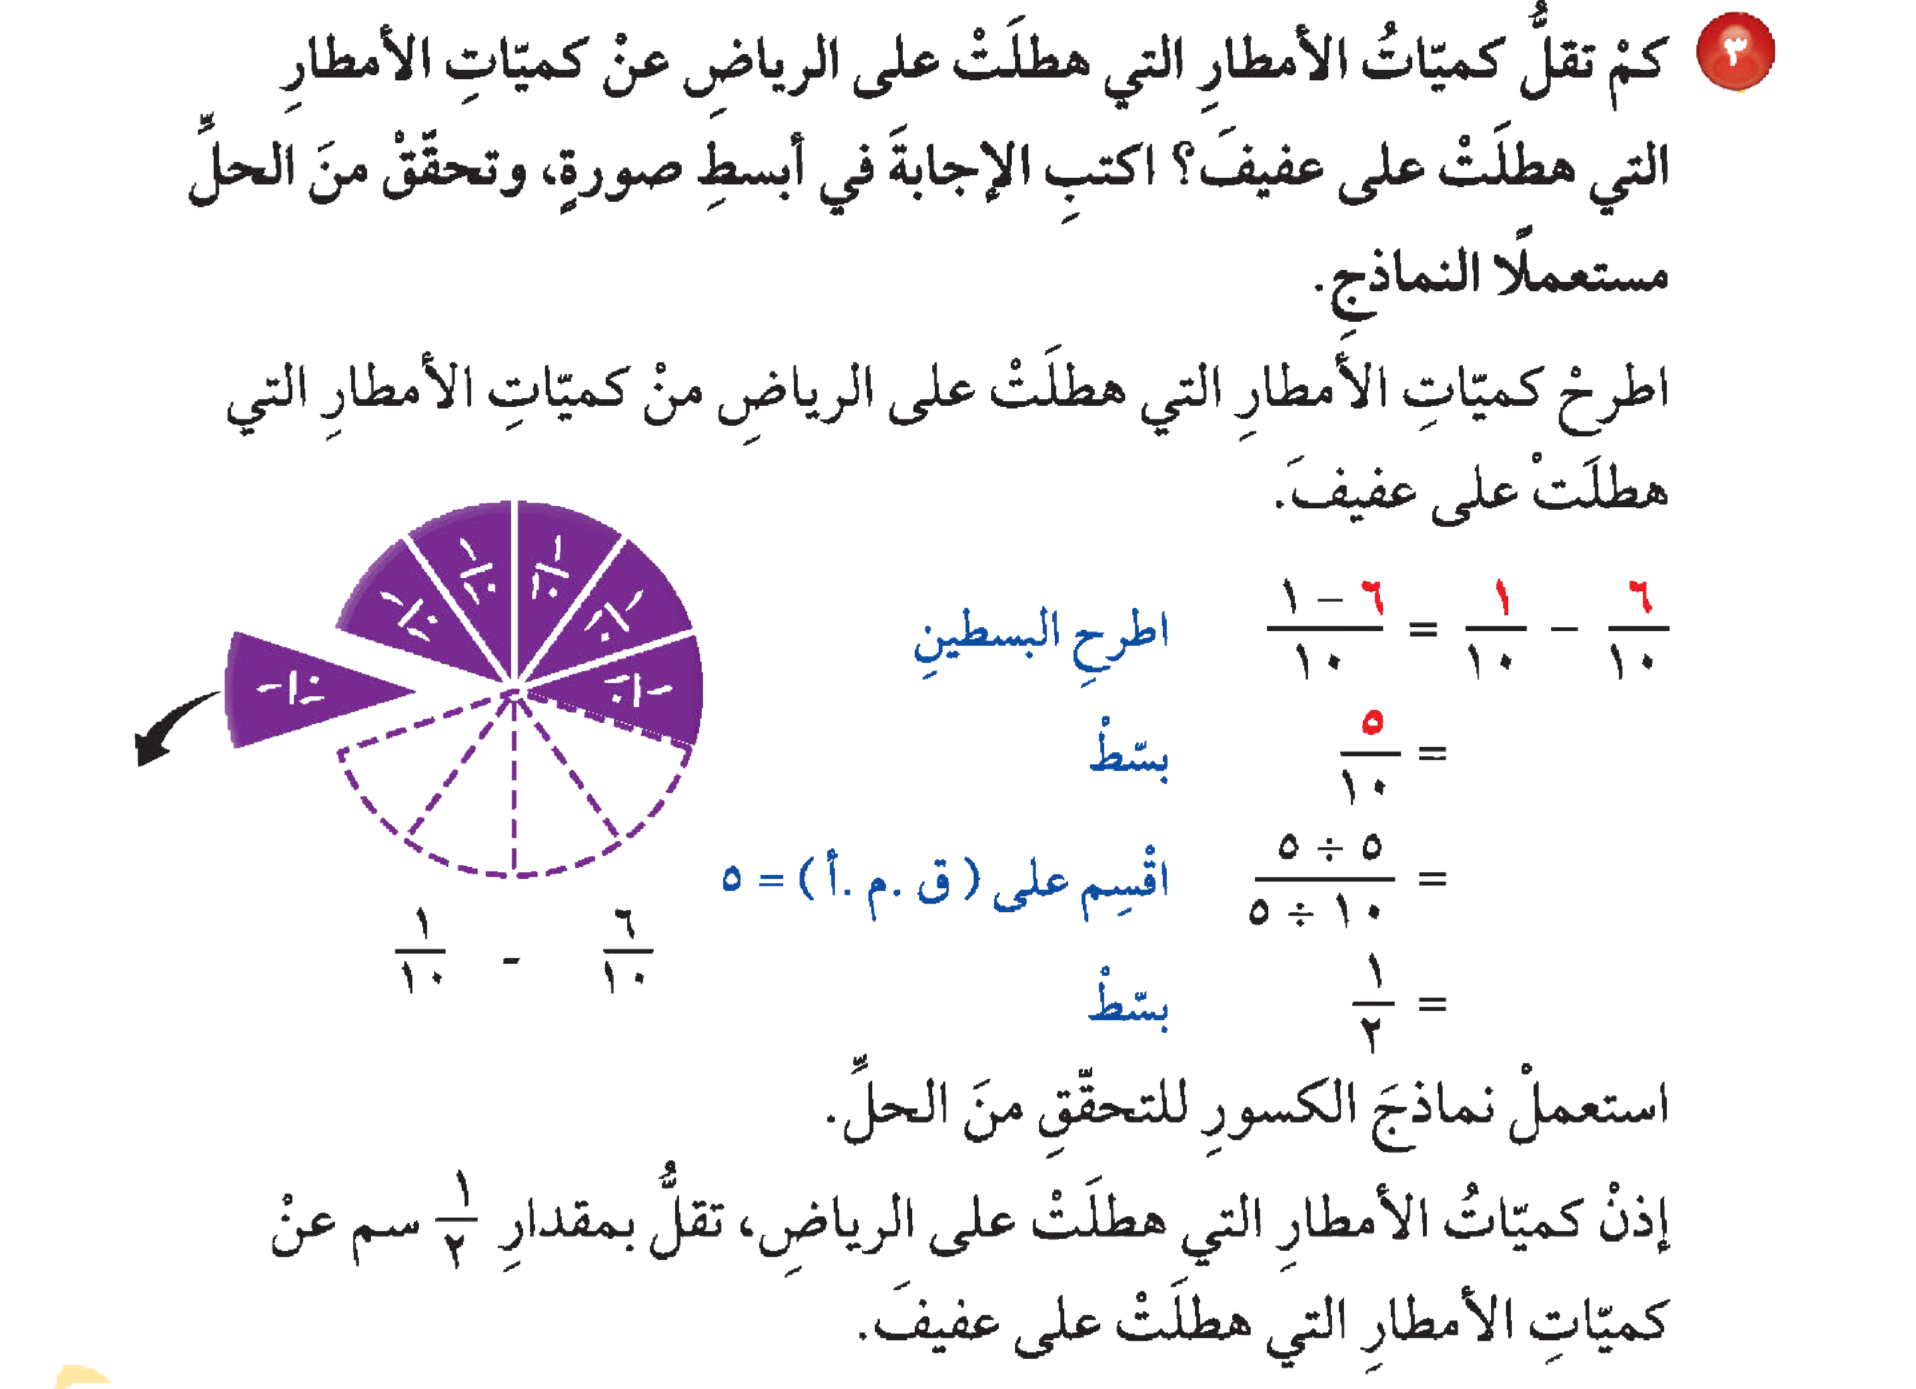 ٣ كمْ تقلُّ كميّاتُ الأمطارِ التي هطلَتْ على الرياضِ عنْ كميّاتِ الأمطارِ
التي هطلَتْ على عفيفَ؟ اكتبِ الإجابةَ في أبسطِ صورةٍ، وتحقّقْ منَ الحلِّ
مستعملًا النماذجِ.
اطرحْ كميّاتِ الأمطارِ التي هطلَتْ على الرياضِ منْ كميّاتِ الأمطارِ التي
هطلَتْ على عفيفَ.
٦/١٠ − ١/١٠ = (٦ − ١)/١٠ اطرحِ البسطينِ
= ٥/١٠ بسّطْ
= (٥ ÷ ٥)/(١٠ ÷ ٥) اقْسِم على (ق .م .أ) = ٥
= ١/٢ بسّطْ
١/١٠
١/١٠
١/١٠
١/١٠
١/١٠
١/١٠
٦/١٠ - ١/١٠
استعملْ نماذجَ الكسورِ للتحقّقِ منَ الحلِّ.
إذنْ كميّاتُ الأمطارِ التي هطلَتْ على الرياضِ، تقلُّ بمقدارِ ١/٢ سم عنْ
كميّاتِ الأمطارِ التي هطلَتْ على عفيفَ.